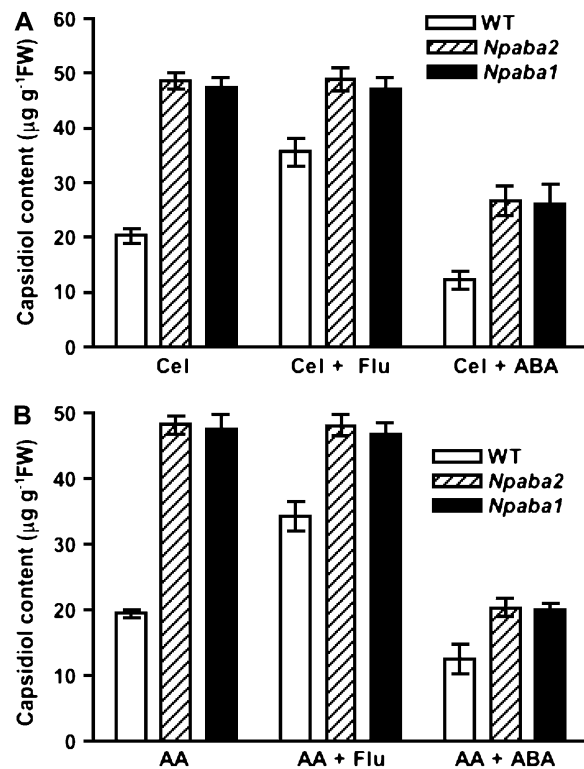 A
WT
Npaba2
Npaba1
Capsidiol content (µg g⁻¹FW)
60
50
40
30
20
10
0
Cel
Cel + Flu
Cel + ABA
B
WT
Npaba2
Npaba1
Capsidiol content (µg g⁻¹FW)
50
40
30
20
10
0
AA
AA + Flu
AA + ABA